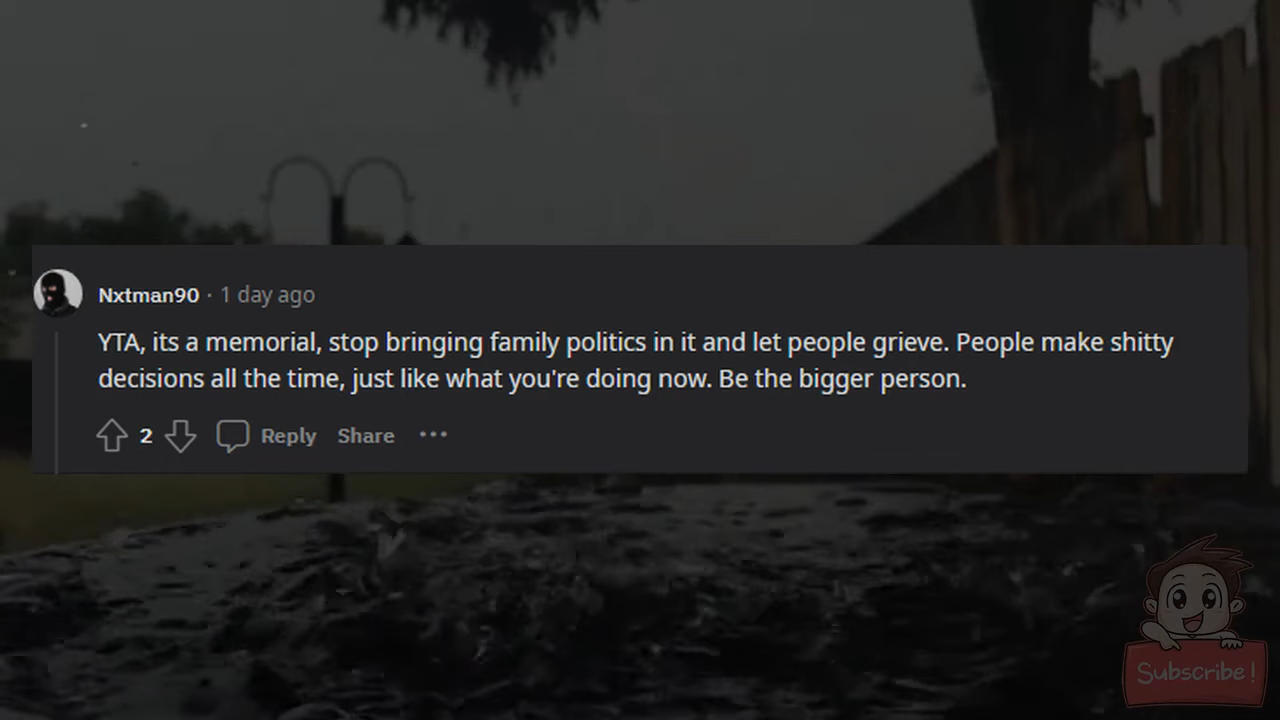 Nxtman90 · 1 day ago
YTA, its a memorial, stop bringing family politics in it and let people grieve. People make shitty
decisions all the time, just like what you're doing now. Be the bigger person.
2 Reply Share ···
Subscribe!